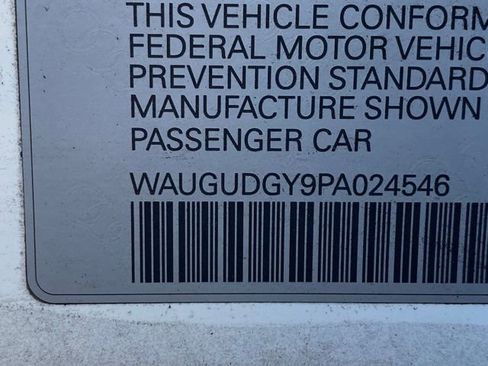 THIS VEHICLE CONFORM
FEDERAL MOTOR VEHIC
PREVENTION STANDARD
MANUFACTURE SHOWN
PASSENGER CAR
WAUGUDGY9PA024546